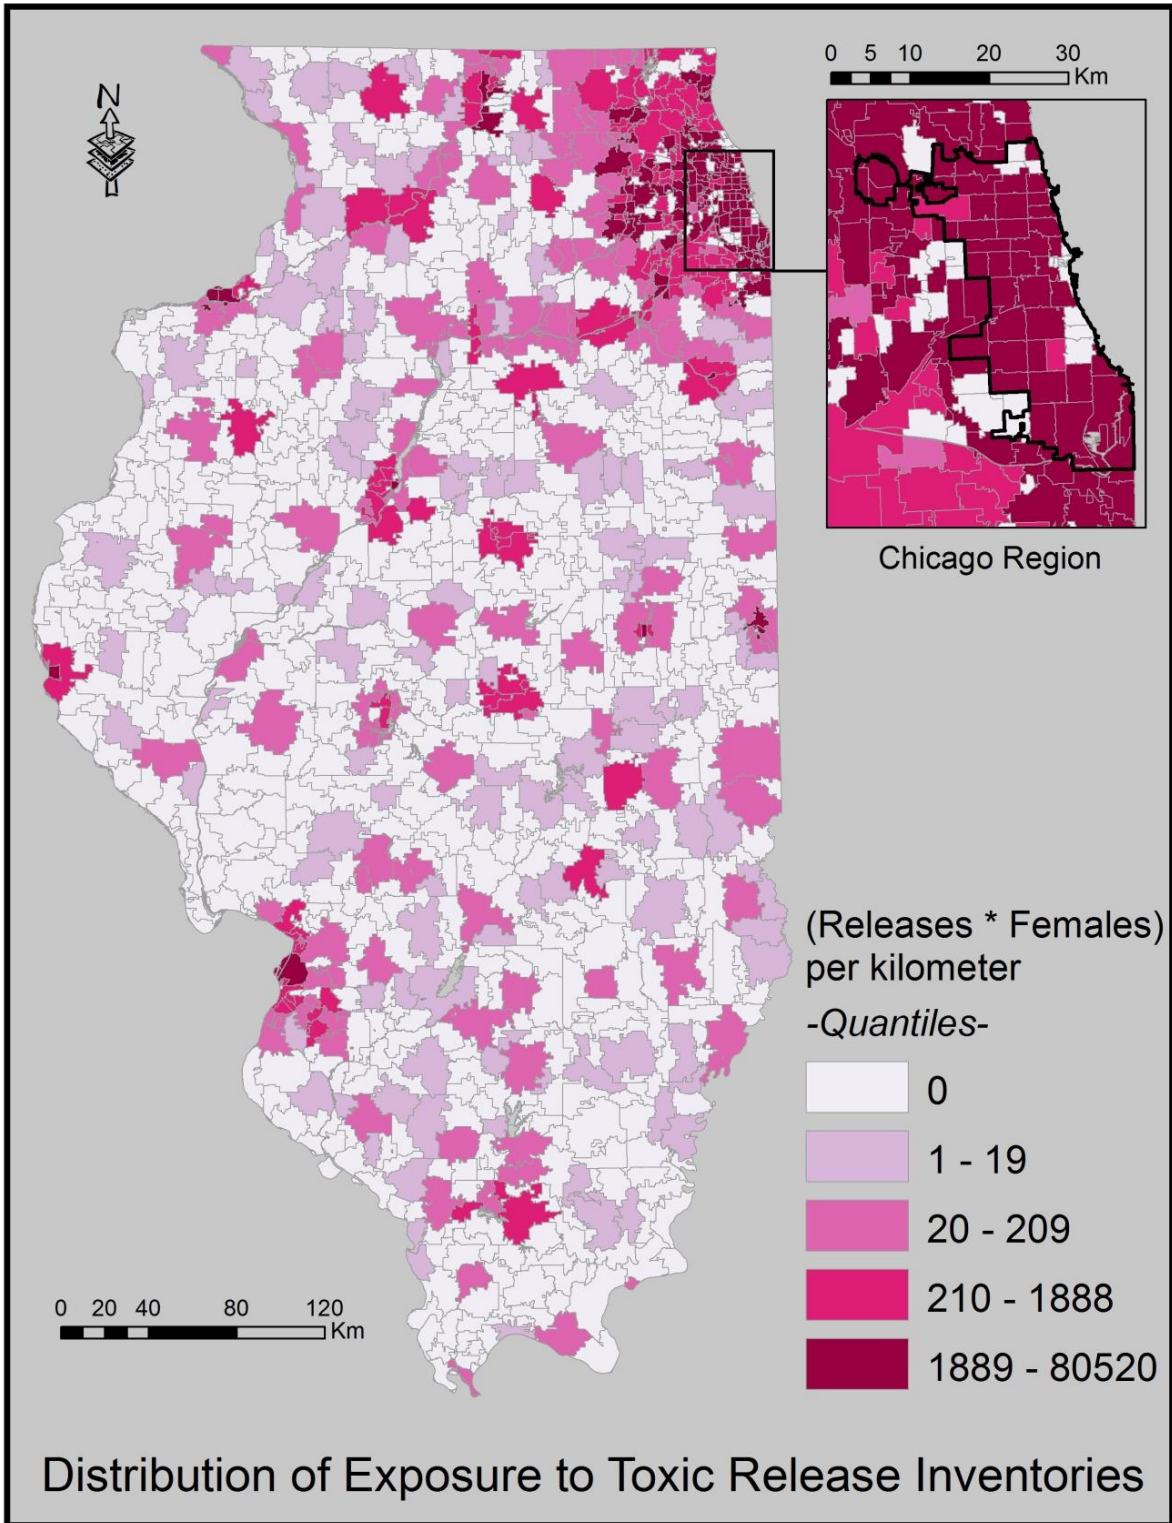 N
0 5 10 20 30
Km
Chicago Region
(Releases * Females)
per kilometer
-Quantiles-
0
1 - 19
20 - 209
210 - 1888
1889 - 80520
0 20 40 80 120
Km
Distribution of Exposure to Toxic Release Inventories